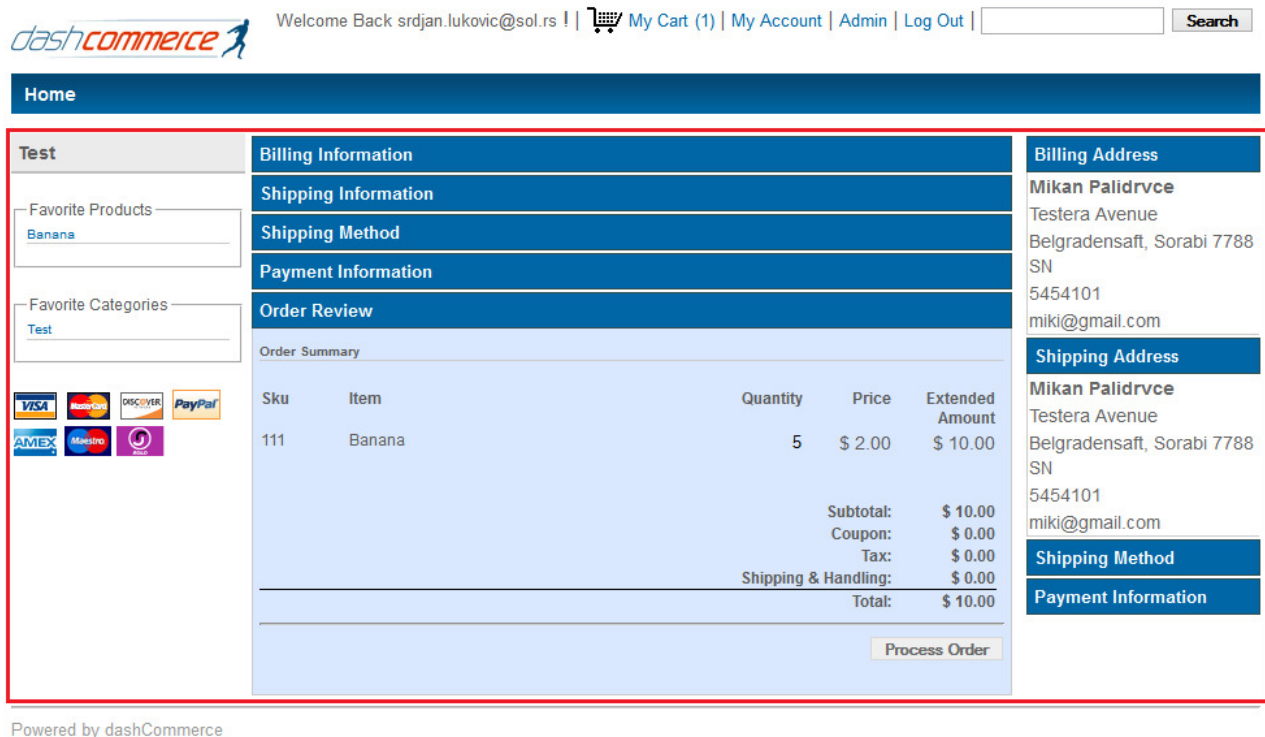 dashcommerce
Welcome Back srdjan.lukovic@sol.rs ! | My Cart (1) | My Account | Admin | Log Out | Search
Home
Test
Favorite Products
Banana
Favorite Categories
Test
VISA MasterCard DISCOVER PayPal
AMEX Maestro SOLO
Billing Information
Shipping Information
Shipping Method
Payment Information
Order Review
Order Summary
Sku Item Quantity Price Extended
Amount
111 Banana 5 $ 2.00 $ 10.00
Subtotal: $ 10.00
Coupon: $ 0.00
Tax: $ 0.00
Shipping & Handling: $ 0.00
Total: $ 10.00
Process Order
Billing Address
Mikan Palidrvce
Testera Avenue
Belgradensaft, Sorabi 7788
SN
5454101
miki@gmail.com
Shipping Address
Mikan Palidrvce
Testera Avenue
Belgradensaft, Sorabi 7788
SN
5454101
miki@gmail.com
Shipping Method
Payment Information
Powered by dashCommerce